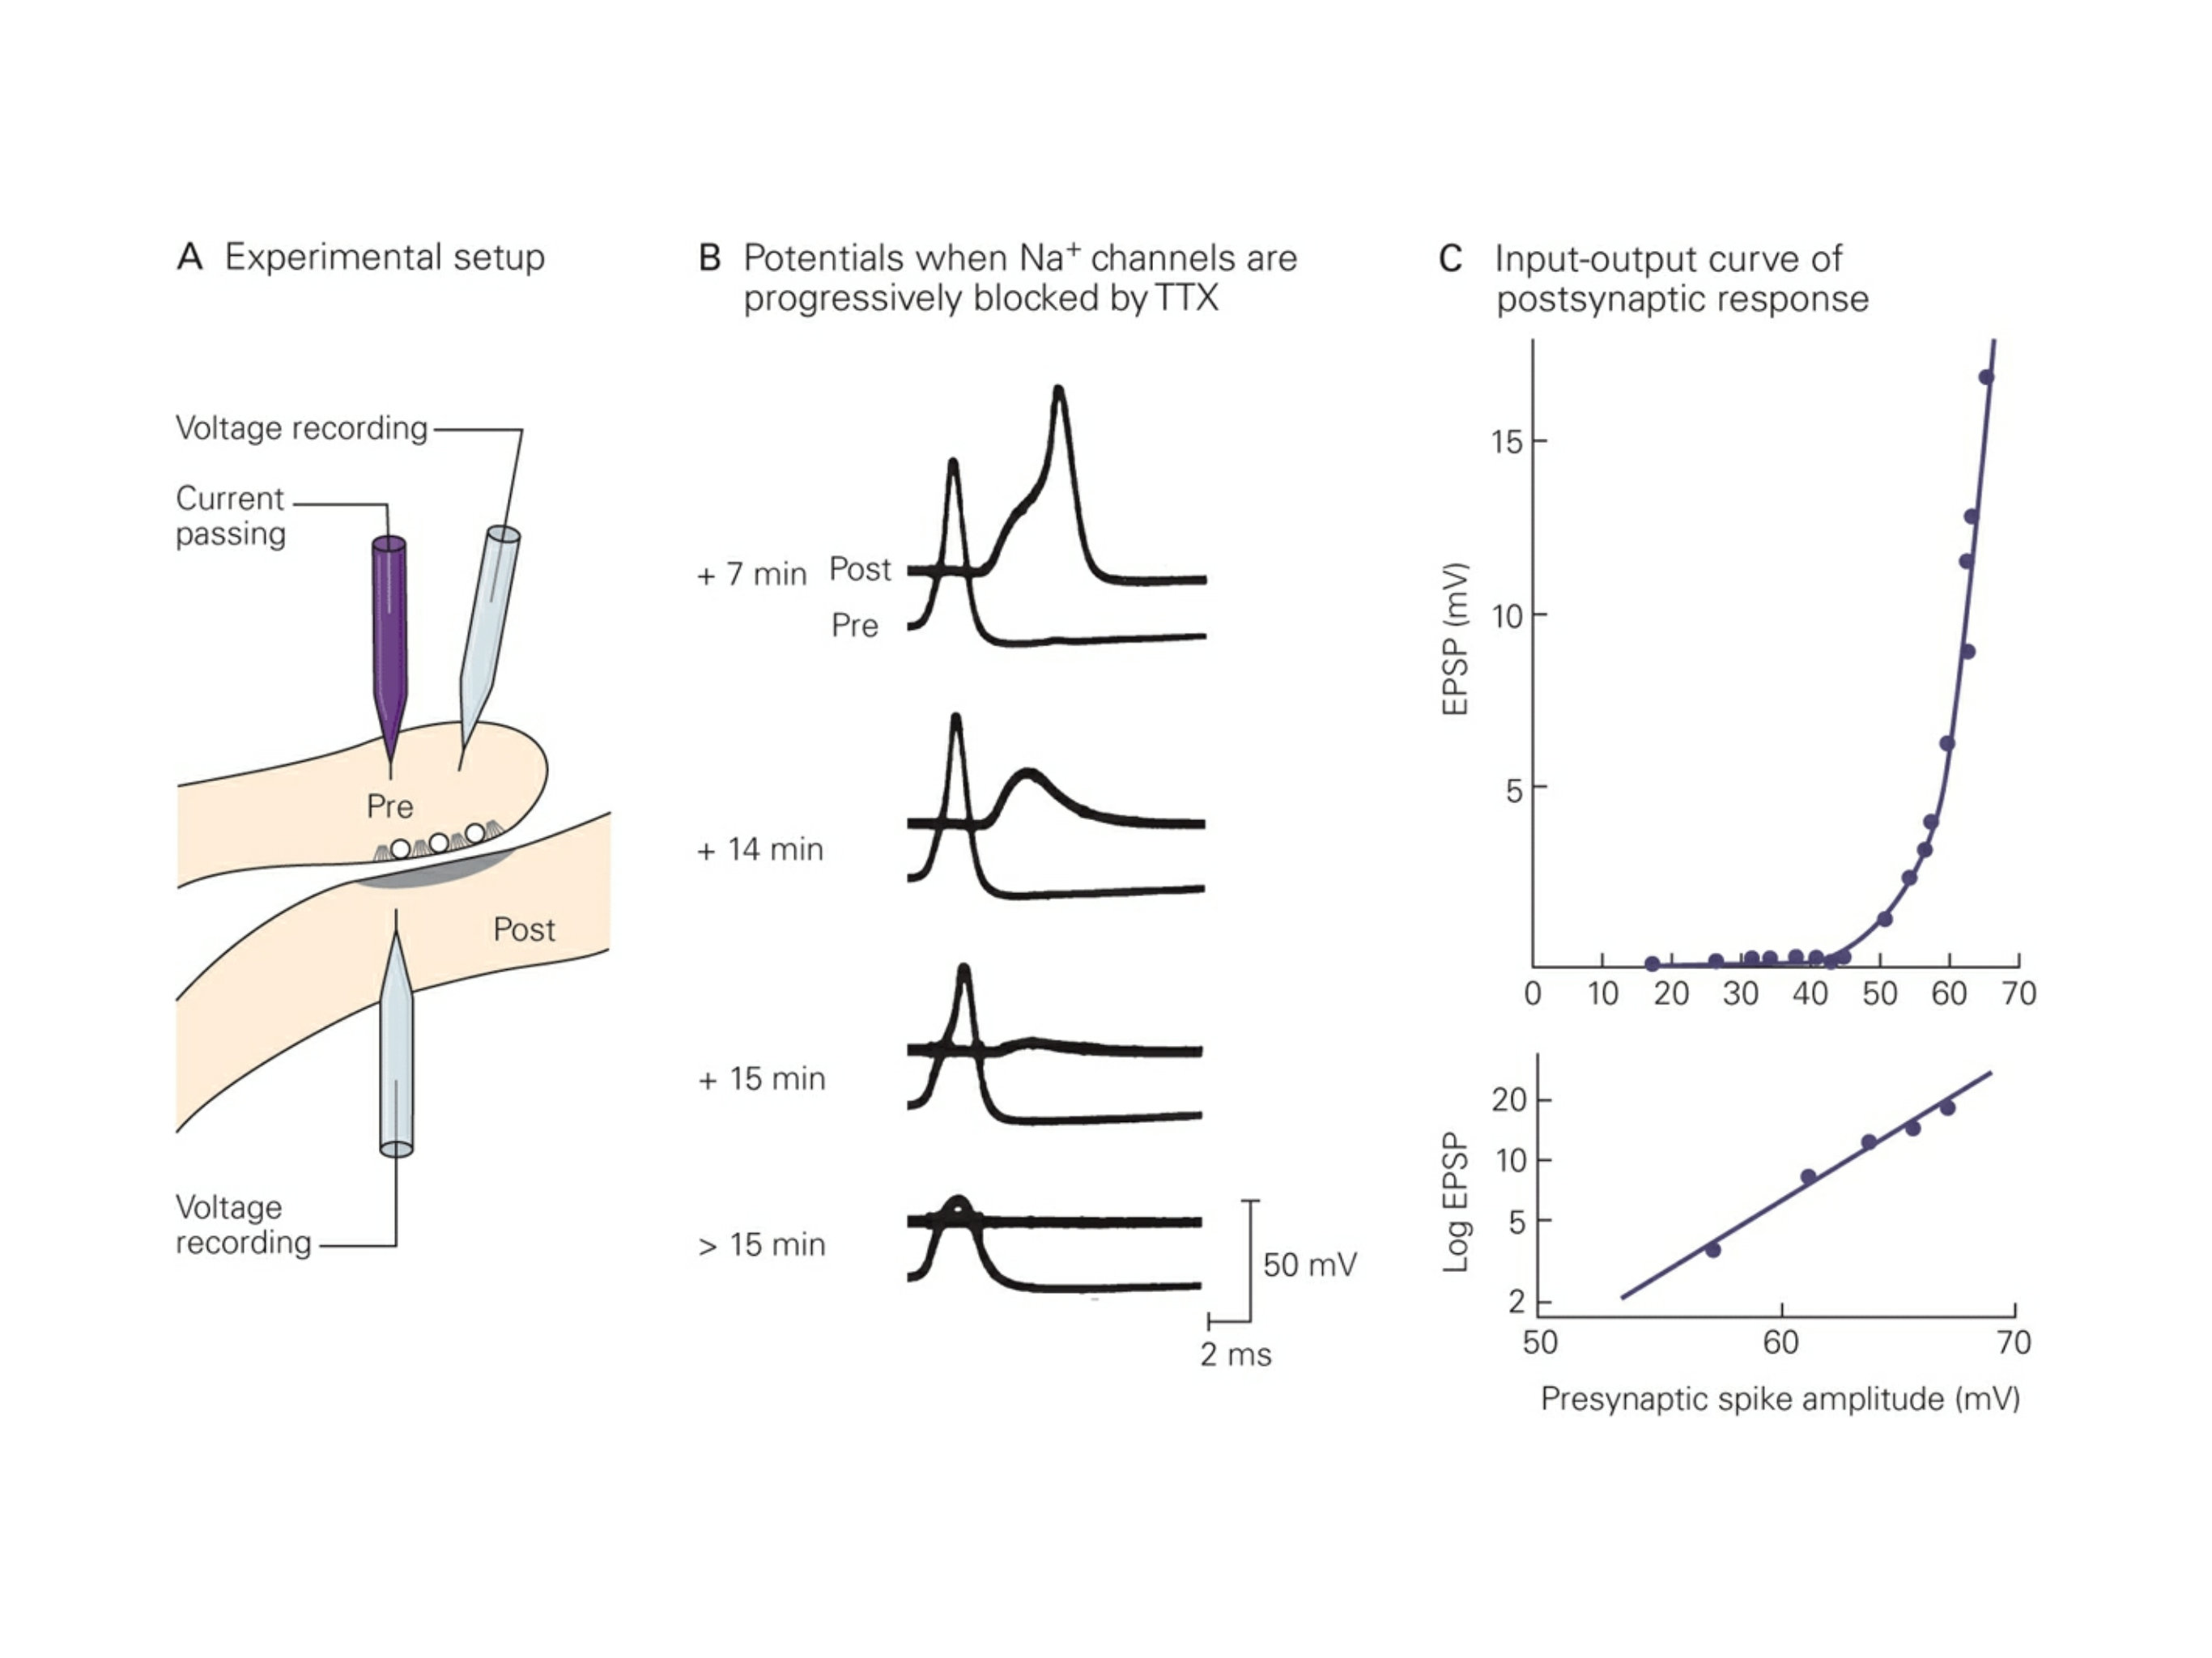 A Experimental setup
Voltage recording
Current
passing
Pre
Post
Voltage
recording
B Potentials when Na⁺ channels are
progressively blocked by TTX
+ 7 min Post
Pre
+ 14 min
+ 15 min
> 15 min
50 mV
2 ms
C Input-output curve of
postsynaptic response
EPSP (mV)
15
10
5
0 10 20 30 40 50 60 70
Log EPSP
20
10
5
2
50 60 70
Presynaptic spike amplitude (mV)